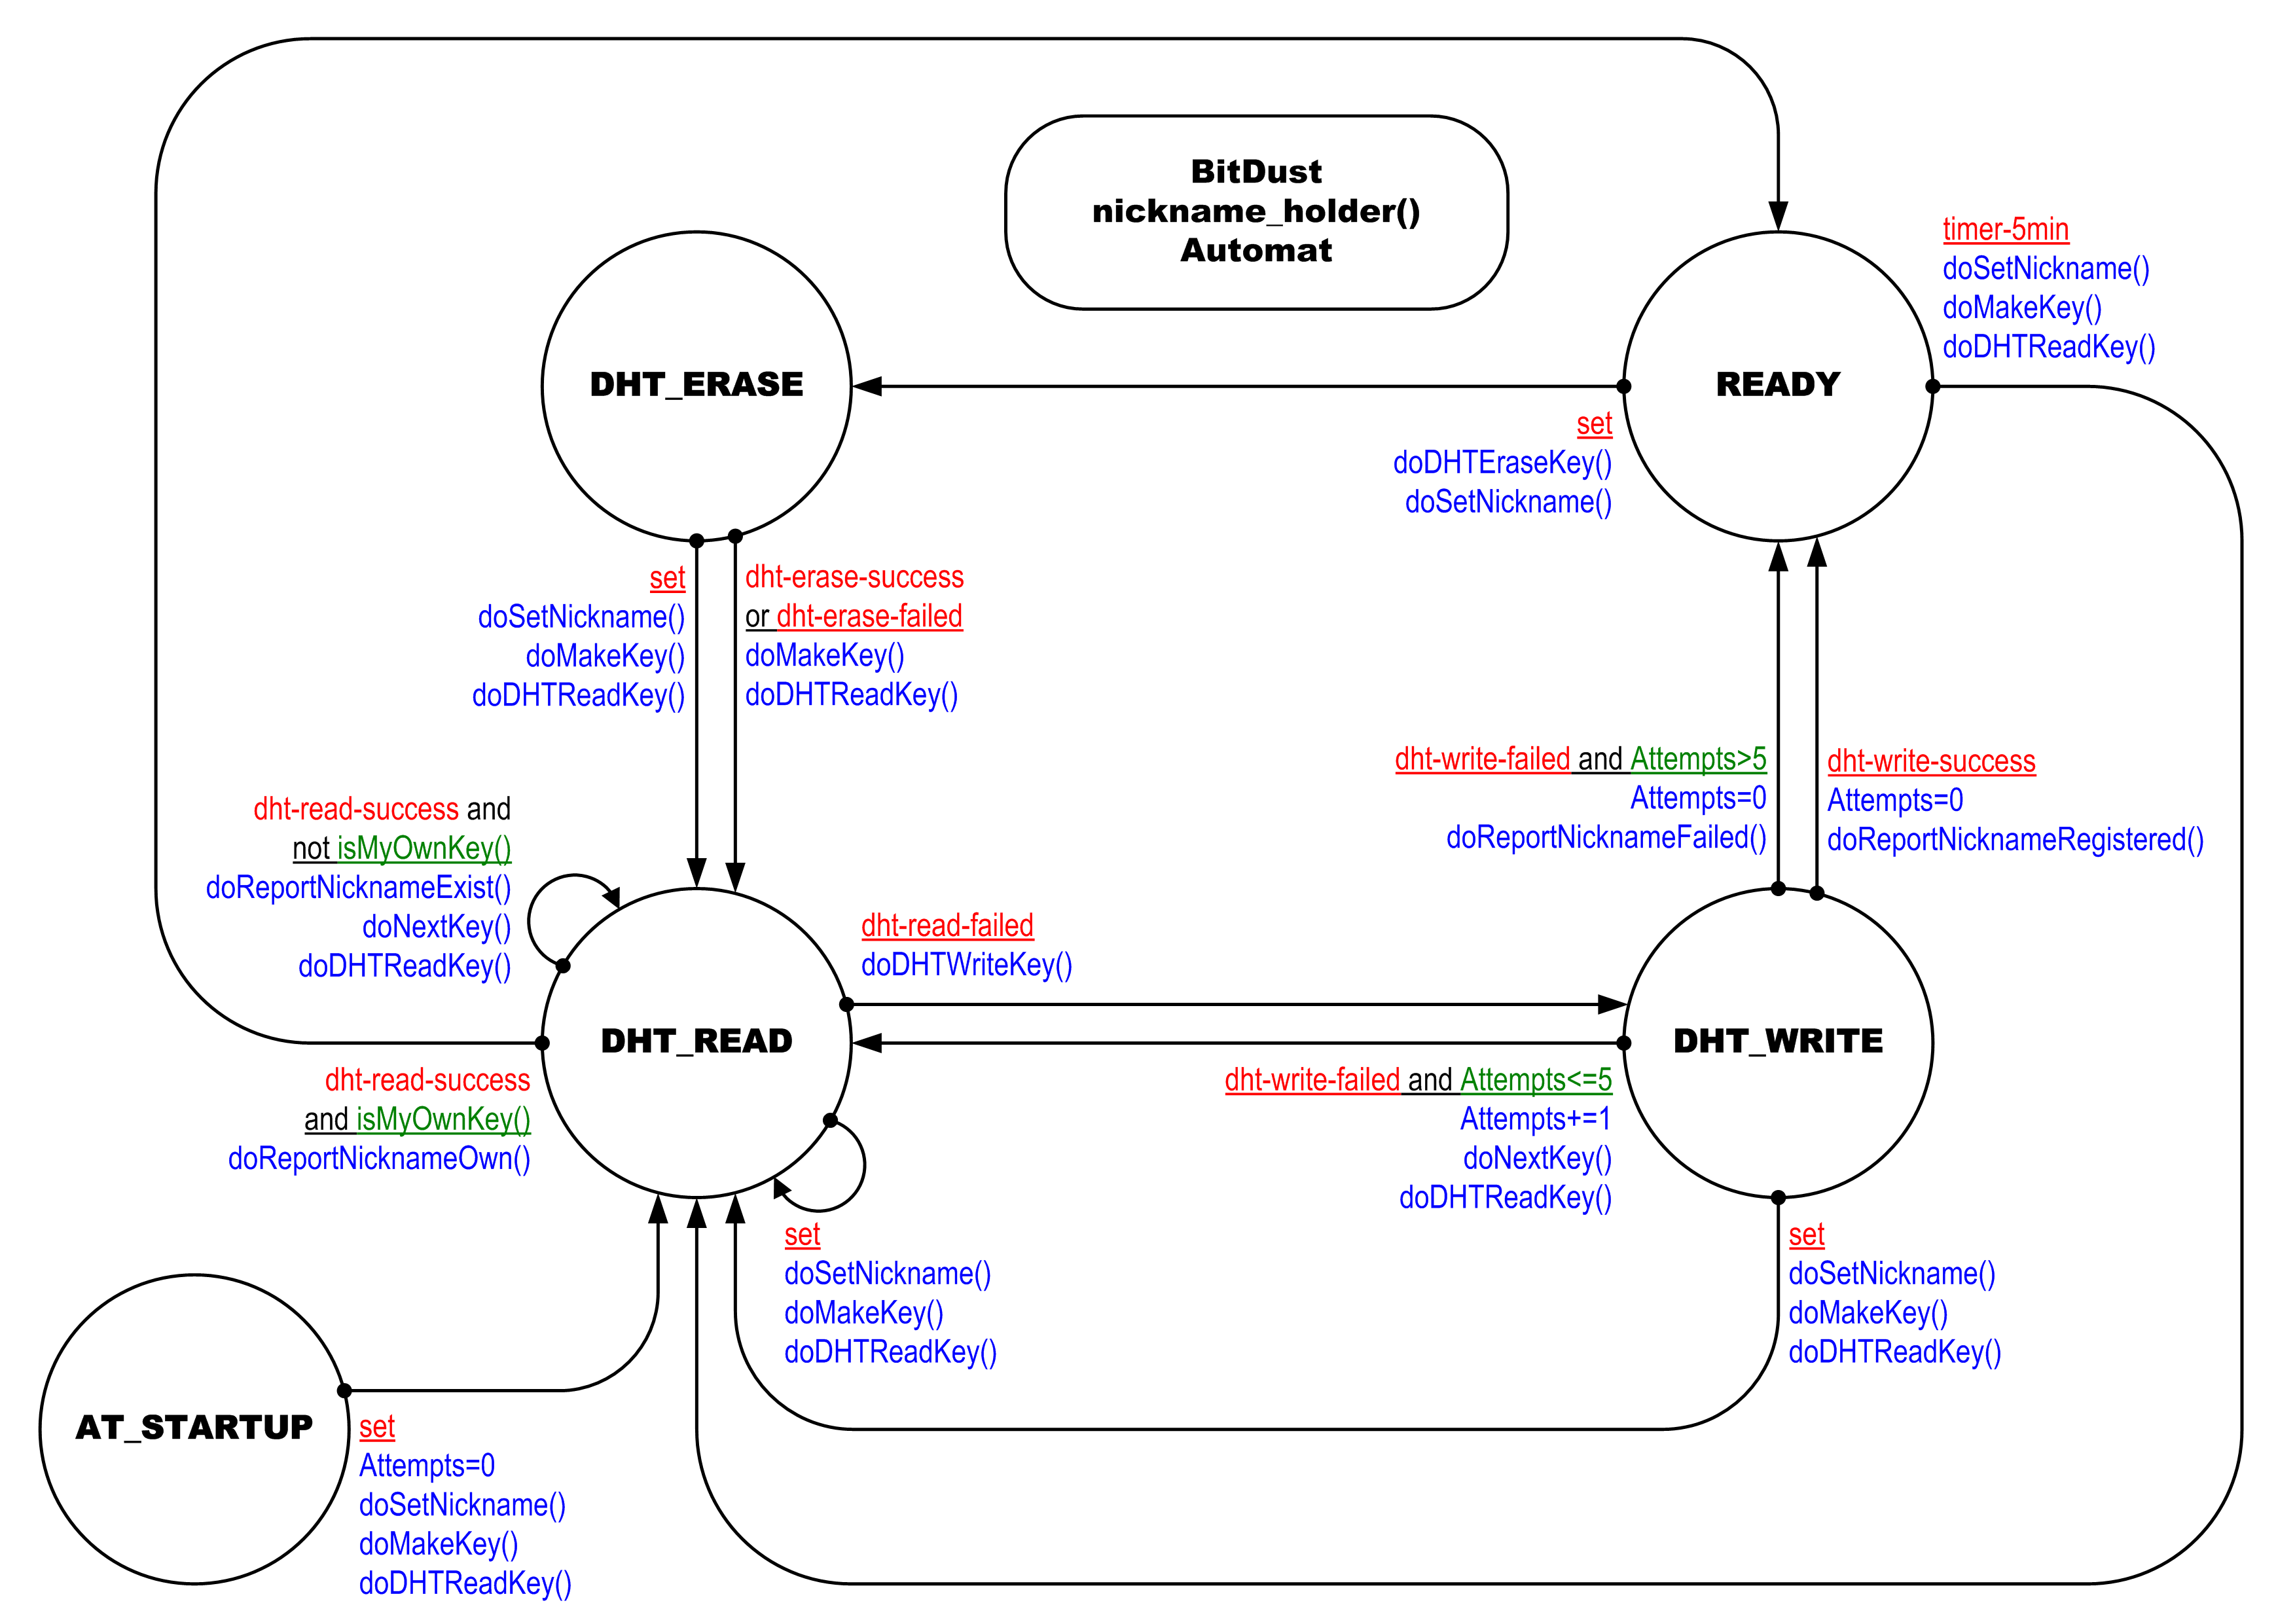 BitDust
nickname_holder()
Automat
timer-5min
doSetNickname()
doMakeKey()
doDHTReadKey()
DHT_ERASE
READY
set
doDHTEraseKey()
doSetNickname()
set
doSetNickname()
doMakeKey()
doDHTReadKey()
dht-erase-success
or dht-erase-failed
doMakeKey()
doDHTReadKey()
dht-write-failed and Attempts>5
Attempts=0
doReportNicknameFailed()
dht-write-success
Attempts=0
doReportNicknameRegistered()
dht-read-success and
not isMyOwnKey()
doReportNicknameExist()
doNextKey()
doDHTReadKey()
dht-read-failed
doDHTWriteKey()
DHT_READ
DHT_WRITE
dht-read-success
and isMyOwnKey()
doReportNicknameOwn()
dht-write-failed and Attempts<=5
Attempts+=1
doNextKey()
doDHTReadKey()
set
doSetNickname()
doMakeKey()
doDHTReadKey()
set
doSetNickname()
doMakeKey()
doDHTReadKey()
AT_STARTUP
set
Attempts=0
doSetNickname()
doMakeKey()
doDHTReadKey()